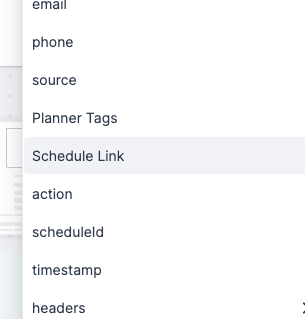 email
phone
source
Planner Tags
Schedule Link
action
scheduleId
timestamp
headers